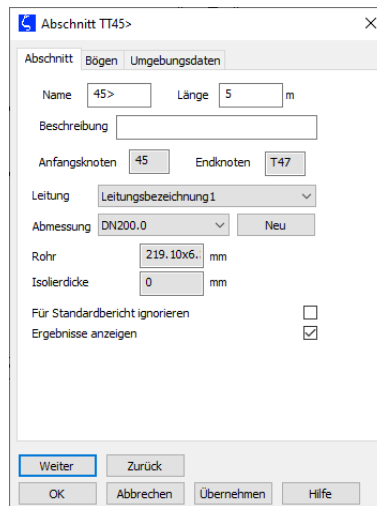 Abschnitt TT45>
Abschnitt Bögen Umgebungsdaten
Name 45> Länge 5 m
Beschreibung
Anfangsknoten 45 Endknoten T47
Leitung Leitungsbezeichnung1
Abmessung DN200.0 Neu
Rohr 219.10x6. mm
Isolierdicke 0 mm
Für Standardbericht ignorieren
Ergebnisse anzeigen
Weiter Zurück
OK Abbrechen Übernehmen Hilfe